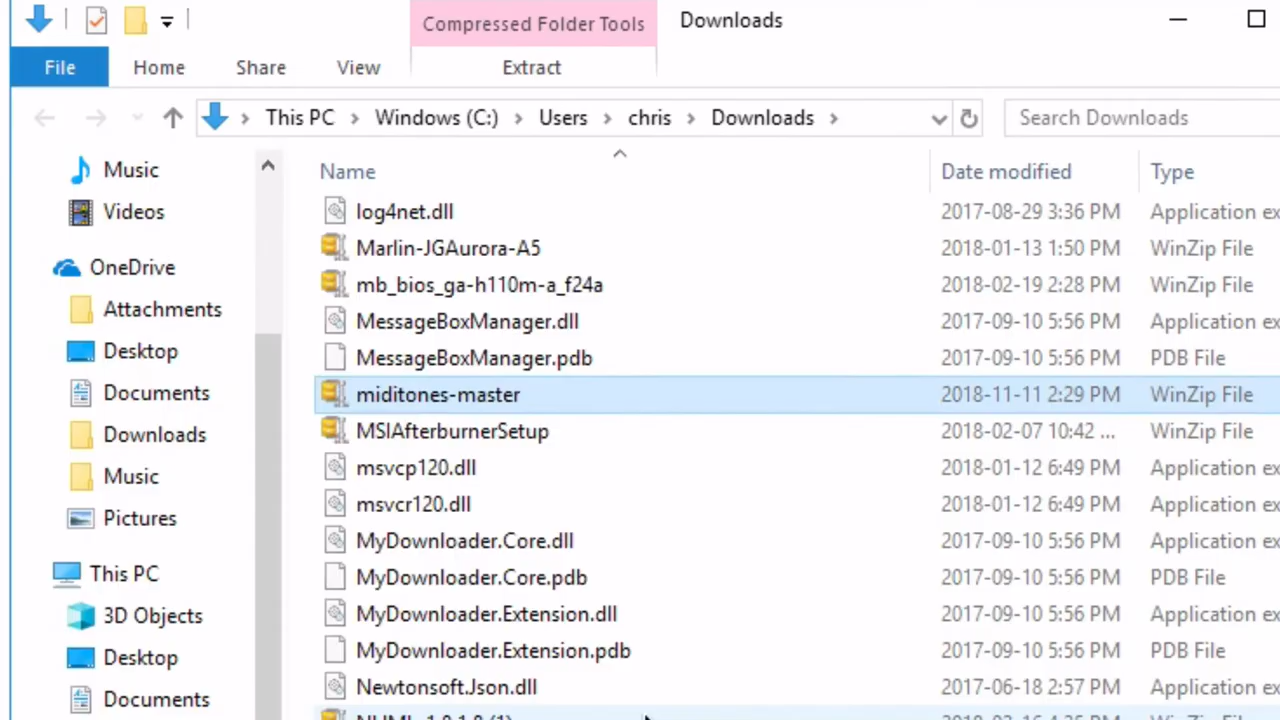 Compressed Folder Tools Downloads
File Home Share View Extract
This PC Windows (C:) Users chris Downloads Search Downloads
Music
Videos
OneDrive
Attachments
Desktop
Documents
Downloads
Music
Pictures
This PC
3D Objects
Desktop
Documents
Name Date modified Type
log4net.dll 2017-08-29 3:36 PM Application ex
Marlin-JGAurora-A5 2018-01-13 1:50 PM WinZip File
mb_bios_ga-h110m-a_f24a 2018-02-19 2:28 PM WinZip File
MessageBoxManager.dll 2017-09-10 5:56 PM Application ex
MessageBoxManager.pdb 2017-09-10 5:56 PM PDB File
miditones-master 2018-11-11 2:29 PM WinZip File
MSIAfterburnerSetup 2018-02-07 10:42 ... WinZip File
msvcp120.dll 2018-01-12 6:49 PM Application ex
msvcr120.dll 2018-01-12 6:49 PM Application ex
MyDownloader.Core.dll 2017-09-10 5:56 PM Application ex
MyDownloader.Core.pdb 2017-09-10 5:56 PM PDB File
MyDownloader.Extension.dll 2017-09-10 5:56 PM Application ex
MyDownloader.Extension.pdb 2017-09-10 5:56 PM PDB File
Newtonsoft.Json.dll 2017-06-18 2:57 PM Application ex